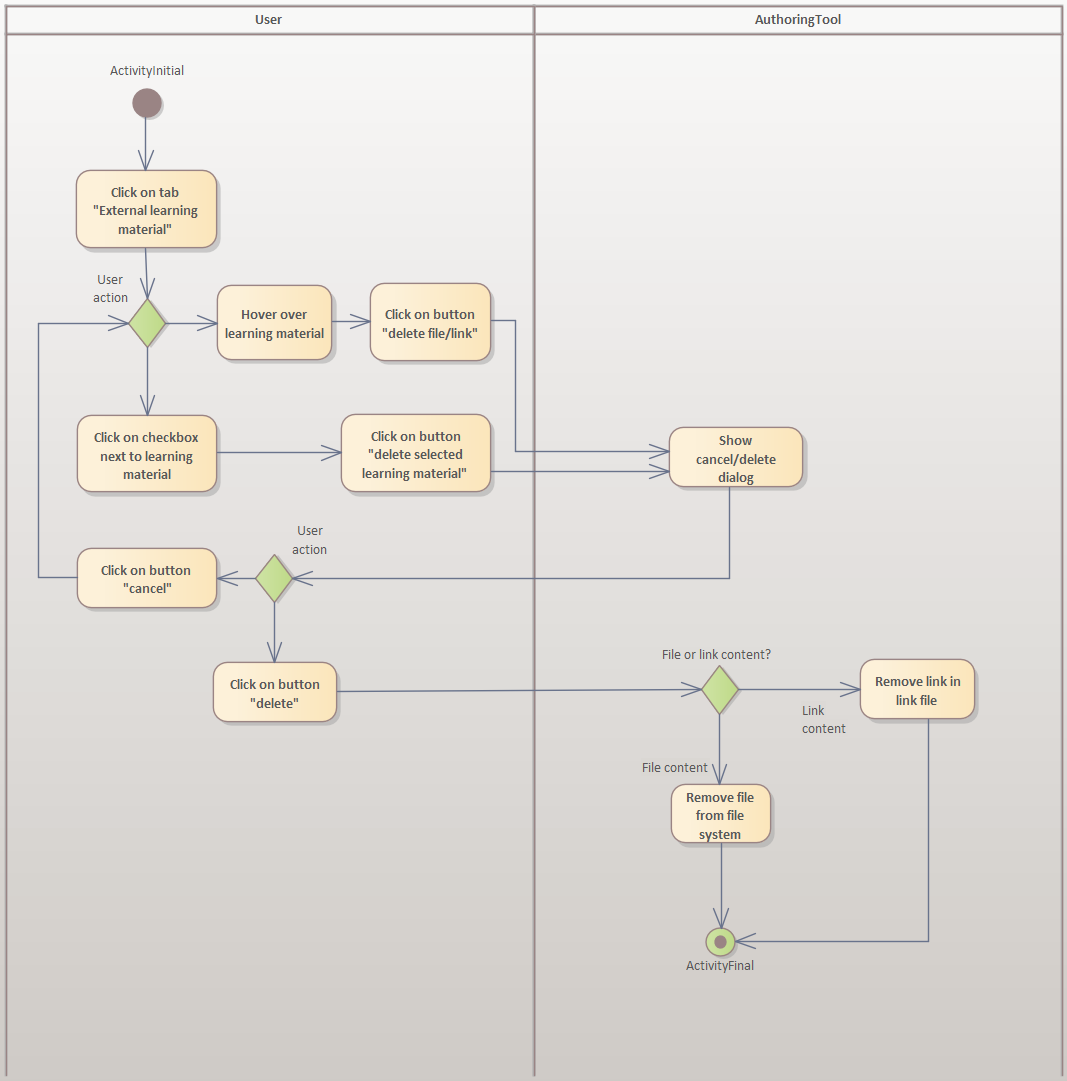 User
AuthoringTool
ActivityInitial
Click on tab
"External learning
material"
User
action
Hover over
learning material
Click on button
"delete file/link"
Click on checkbox
next to learning
material
Click on button
"delete selected
learning material"
Show
cancel/delete
dialog
User
action
Click on button
"cancel"
Click on button
"delete"
File or link content?
Remove link in
link file
Link
content
File content
Remove file
from file
system
ActivityFinal